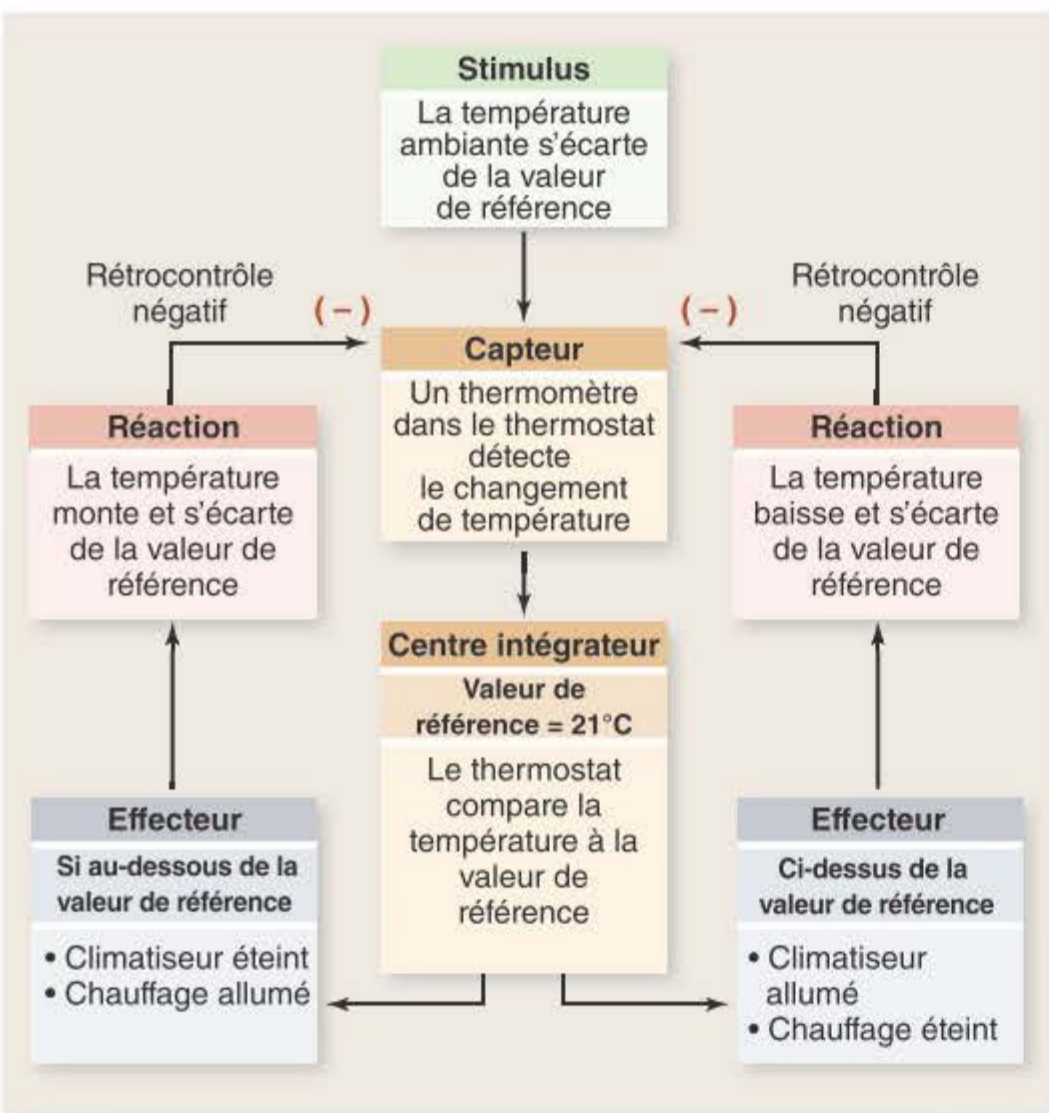 Stimulus
La température
ambiante s'écarte
de la valeur
de référence
Rétrocontrôle
négatif
(–)
(–)
Rétrocontrôle
négatif
Capteur
Un thermomètre
dans le thermostat
détecte
le changement
de température
Réaction
La température
monte et s'écarte
de la valeur de
référence
Réaction
La température
baisse et s'écarte
de la valeur de
référence
Centre intégrateur
Valeur de
référence = 21°C
Le thermostat
compare la
température à la
valeur de
référence
Effecteur
Si au-dessous de la
valeur de référence
• Climatiseur éteint
• Chauffage allumé
Effecteur
Ci-dessus de la
valeur de référence
• Climatiseur
allumé
• Chauffage éteint